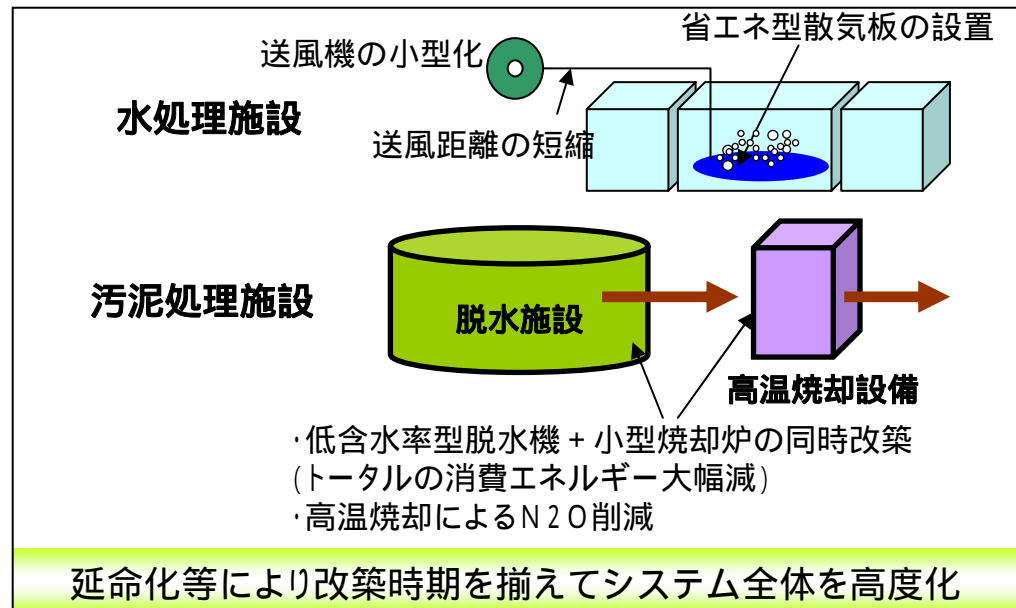 省エネ型散気板の設置
送風機の小型化
水処理施設
送風距離の短縮
汚泥処理施設
脱水施設
高温焼却設備
・低含水率型脱水機+小型焼却炉の同時改築
(トータルの消費エネルギー大幅減)
・高温焼却によるN2O削減
延命化等により改築時期を揃えてシステム全体を高度化